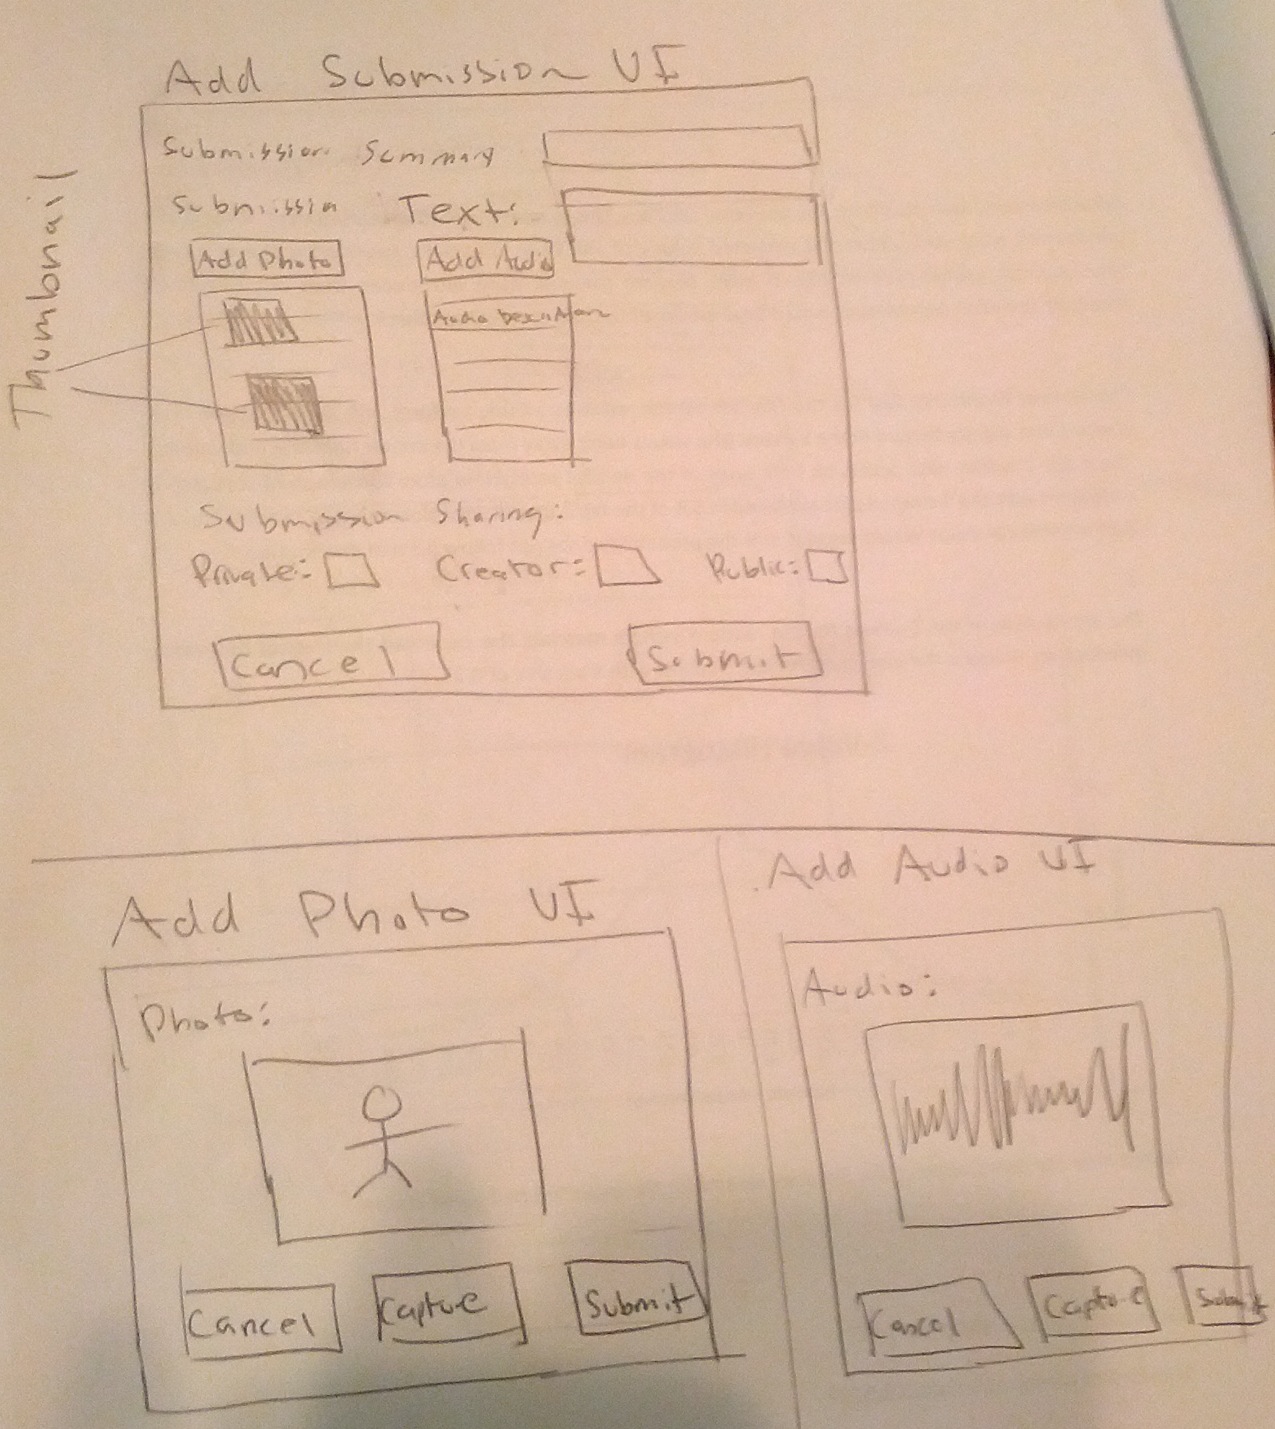 Add Submission UI
Submission Summary
Submission Text:
Add Photo Add Audio
Thumbnail
Audio Description
Submission Sharing:
Private: Creator: Public:
Cancel Submit
Add Photo UI
Photo:
Cancel Capture Submit
Add Audio UI
Audio:
Cancel Capture Submit